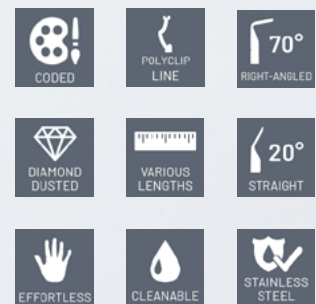 CODED
POLYCLIP
LINE
70°
RIGHT-ANGLED
DIAMOND
DUSTED
VARIOUS
LENGTHS
20°
STRAIGHT
EFFORTLESS
CLEANABLE
STAINLESS
STEEL